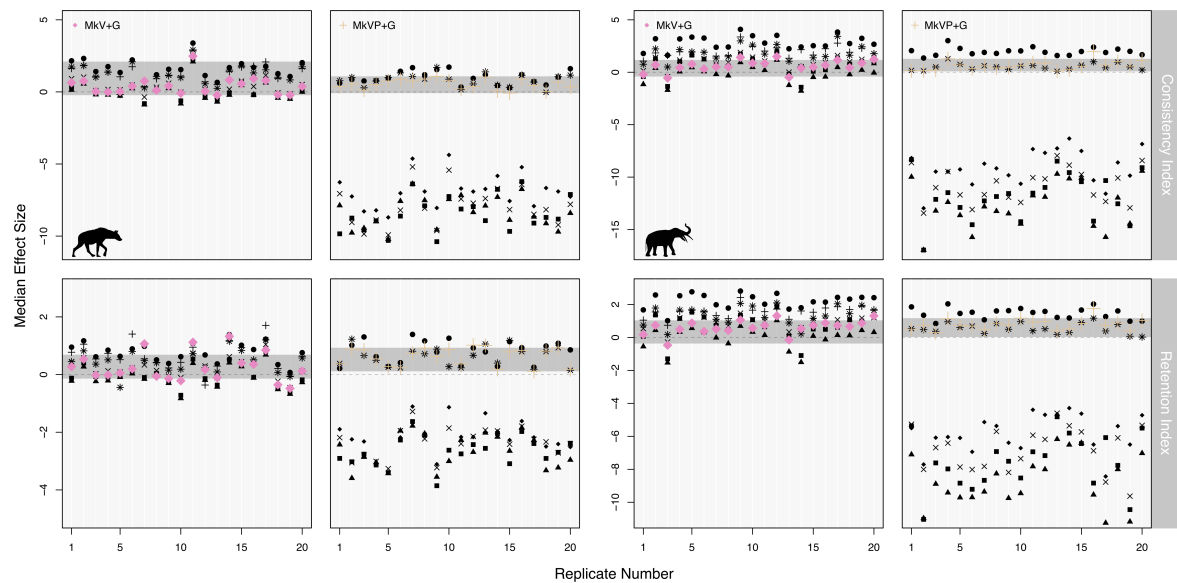 MkV+G
MkVP+G
MkV+G
MkVP+G
5
0
−5
−10
5
0
−5
−10
−15
Consistency Index
Median Effect Size
2
0
−2
−4
2
0
−2
−4
−6
−8
−10
Retention Index
1 5 10 15 20
1 5 10 15 20
1 5 10 15 20
1 5 10 15 20
Replicate Number